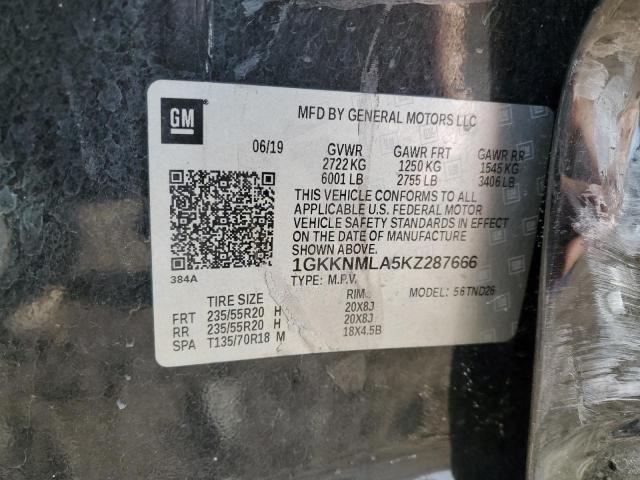 GM
MFD BY GENERAL MOTORS LLC
06/19 GVWR GAWR FRT GAWR RR
2722 KG 1250 KG 1545 KG
6001 LB 2755 LB 3406 LB
THIS VEHICLE CONFORMS TO ALL
APPLICABLE U.S. FEDERAL MOTOR
VEHICLE SAFETY STANDARDS IN EFFECT
ON THE DATE OF MANUFACTURE
SHOWN ABOVE.
384A
1GKKNMLA5KZ287666
TYPE: M.P.V. MODEL: 56TND26
TIRE SIZE RIM
FRT 235/55R20 H 20X8J
RR 235/55R20 H 20X8J
SPA T135/70R18 M 18X4.5B